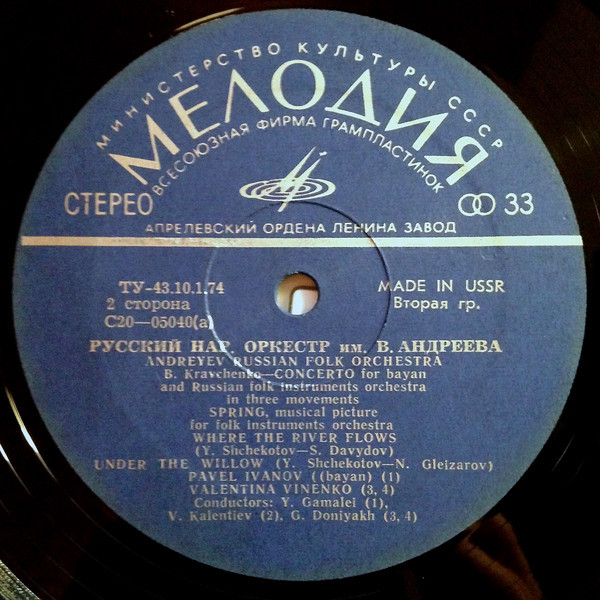 МИНИСТЕРСТВО КУЛЬТУРЫ СССР
МЕЛОДИЯ
ВСЕСОЮЗНАЯ ФИРМА ГРАМПЛАСТИНОК
СТЕРЕО 33
АПРЕЛЕВСКИЙ ОРДЕНА ЛЕНИНА ЗАВОД
ТУ–43.10.1.74 MADE IN USSR
2 сторона Вторая гр.
С20—05040(а)
РУССКИЙ НАР. ОРКЕСТР им. В. АНДРЕЕВА
ANDREYEV RUSSIAN FOLK ORCHESTRA
B. Kravchenko—CONCERTO for bayan
and Russian folk instruments orchestra
in three movements
SPRING, musical picture
for folk instruments orchestra
WHERE THE RIVER FLOWS
(Y. Shchekotov—S. Davydov)
UNDER THE WILLOW (Y. Shchekotov—N. Gleizarov)
PAVEL IVANOV ((bayan) (1)
VALENTINA VINENKO (3, 4)
Conductors: Y. Gamalei (1),
V. Kalentiev (2), G. Doniyakh (3, 4)